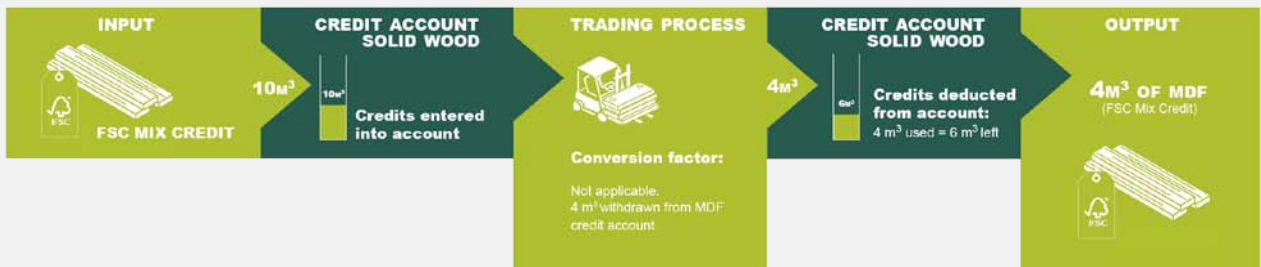 INPUT
FSC
FSC MIX CREDIT
10M³
CREDIT ACCOUNT
SOLID WOOD
10M³
Credits entered
into account
TRADING PROCESS
Conversion factor:
Not applicable.
4 m³ withdrawn from MDF
credit account
4M³
CREDIT ACCOUNT
SOLID WOOD
6M³
Credits deducted
from account:
4 m³ used = 6 m³ left
OUTPUT
4M³ OF MDF
(FSC Mix Credit)
FSC